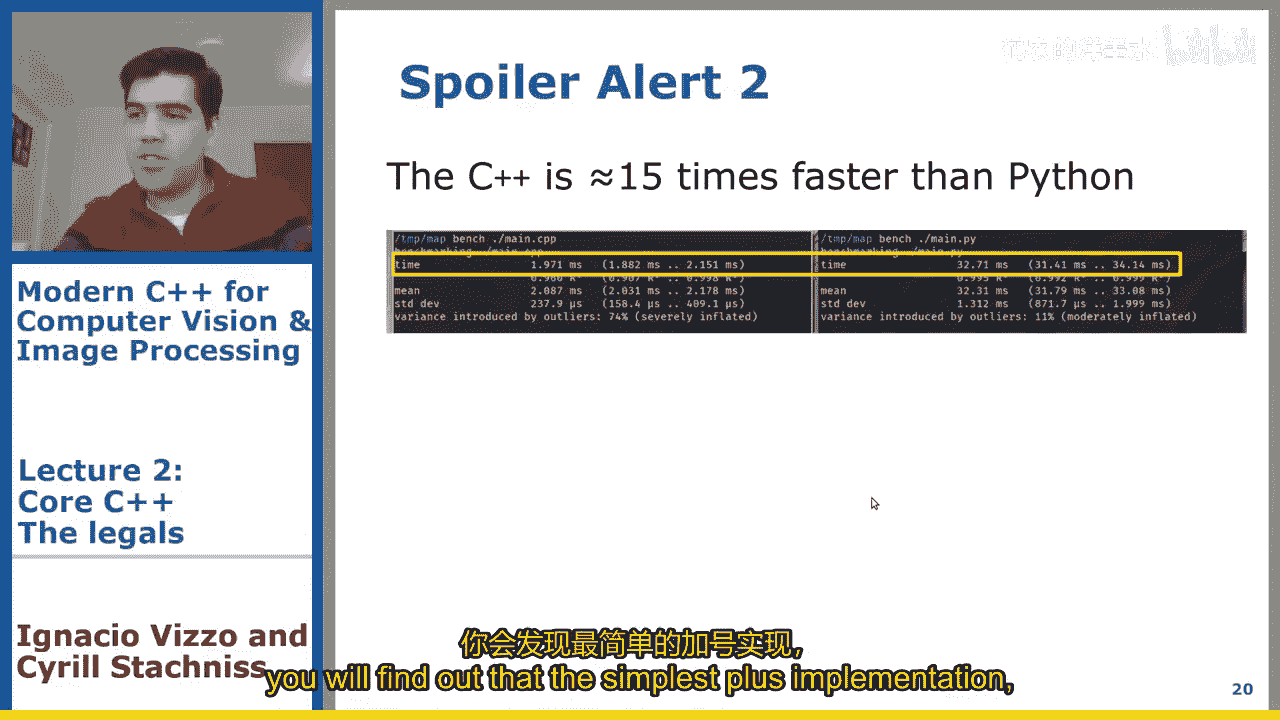 Spoiler Alert 2
The C++ is ≈15 times faster than Python
/tmp/map bench ./main.cpp
time 1.971 ms (1.882 ms .. 2.151 ms)
mean 2.087 ms (2.031 ms .. 2.178 ms)
std dev 237.9 μs (158.4 μs .. 409.1 μs)
variance introduced by outliers: 74% (severely inflated)
/tmp/map bench ./main.py
time 32.71 ms (31.41 ms .. 34.14 ms)
mean 32.31 ms (31.79 ms .. 33.08 ms)
std dev 1.312 ms (871.7 μs .. 1.999 ms)
variance introduced by outliers: 11% (moderately inflated)
Modern C++ for
Computer Vision &
Image Processing
Lecture 2:
Core C++
The legals
Ignacio Vizzo and
Cyrill Stachniss
你会发现最简单的加号实现，
you will find out that the simplest plus implementation,
20